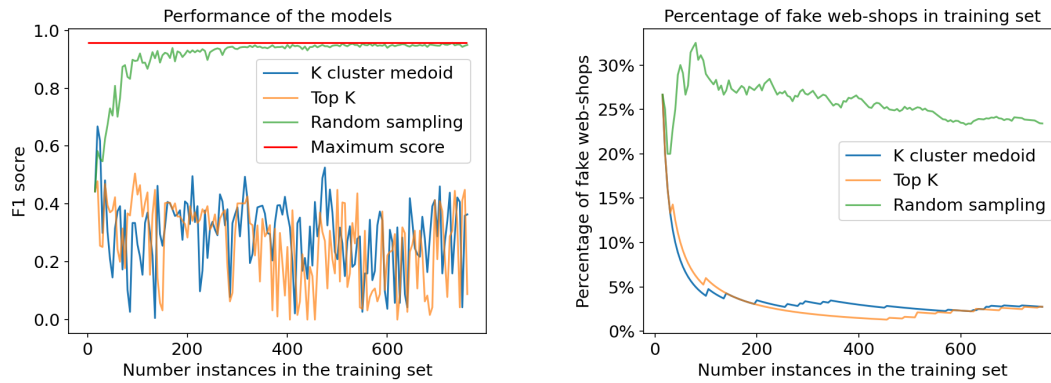 Performance of the models
1.0
0.8
0.6
0.4
0.2
0.0
F1 socre
K cluster medoid
Top K
Random sampling
Maximum score
0
200
400
600
Number instances in the training set
Percentage of fake web-shops in training set
30%
25%
20%
15%
10%
5%
0%
Percentage of fake web-shops
K cluster medoid
Top K
Random sampling
0
200
400
600
Number instances in the training set